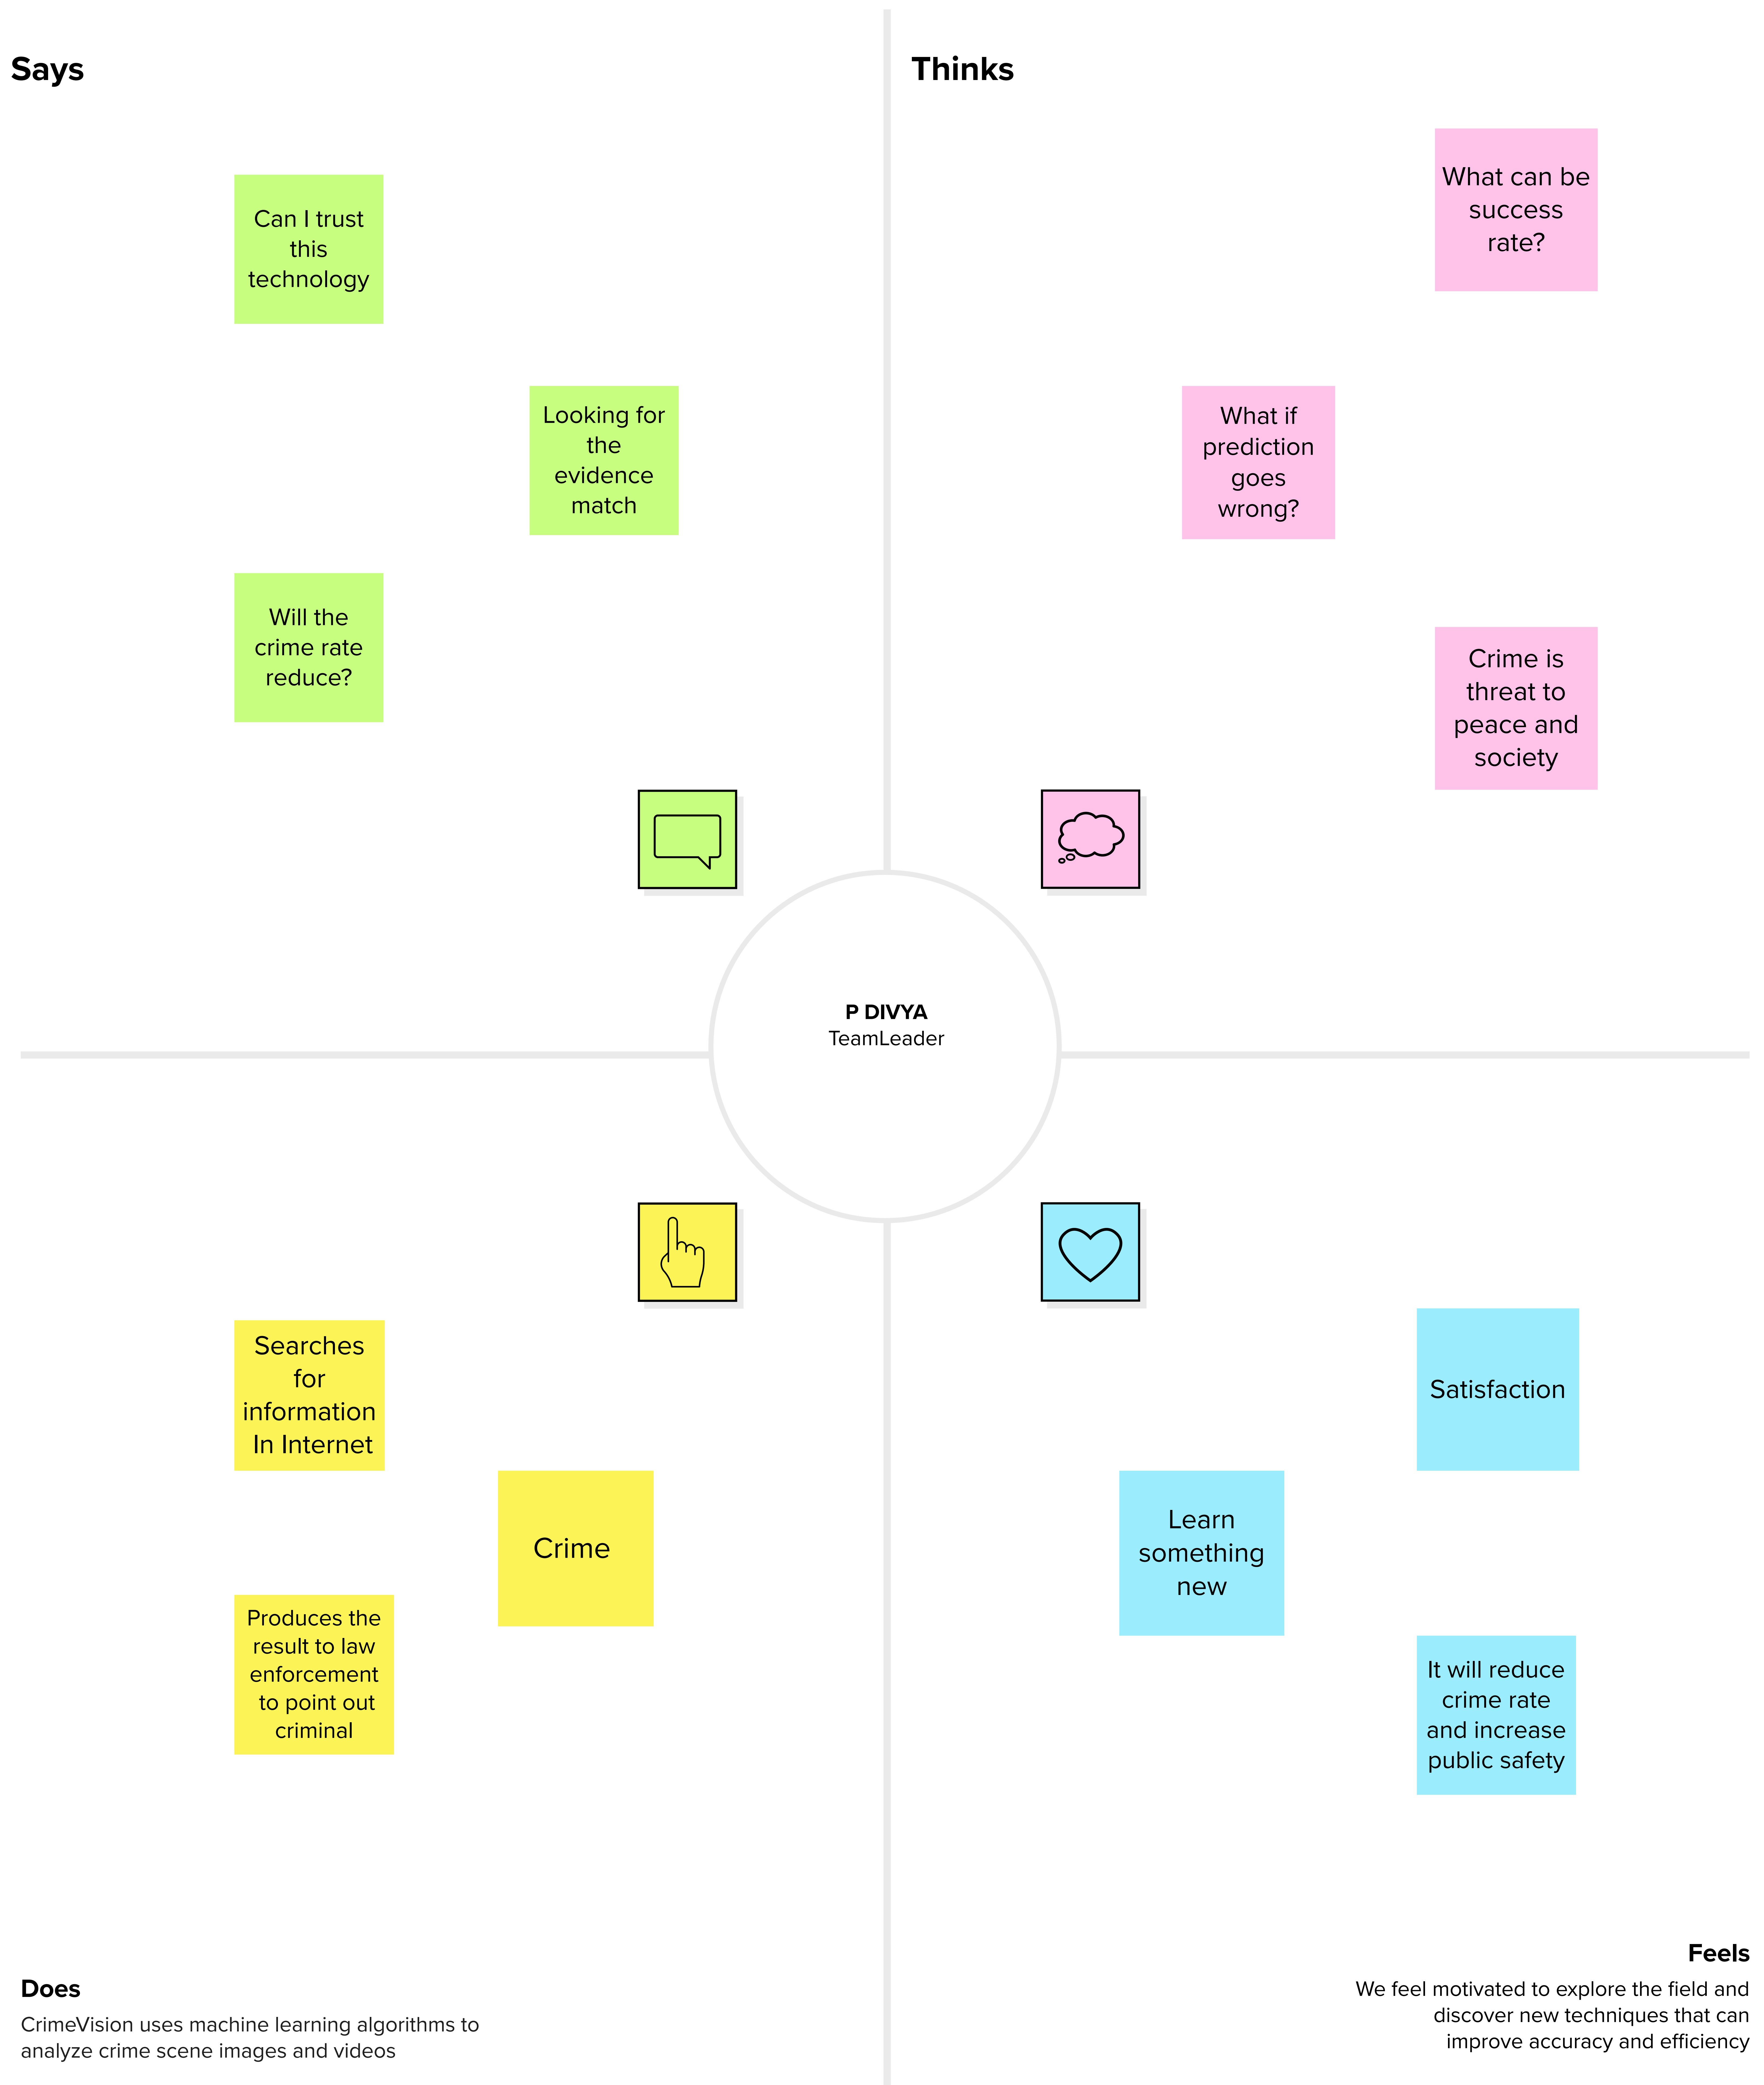 Says
Can I trust
this
technology
Looking for
the
evidence
match
Will the
crime rate
reduce?
Thinks
What can be
success
rate?
What if
prediction
goes
wrong?
Crime is
threat to
peace and
society
P DIVYA
TeamLeader
Searches
for
information
In Internet
Crime
Produces the
result to law
enforcement
to point out
criminal
Does
CrimeVision uses machine learning algorithms to
analyze crime scene images and videos
Satisfaction
Learn
something
new
It will reduce
crime rate
and increase
public safety
Feels
We feel motivated to explore the field and
discover new techniques that can
improve accuracy and efficiency